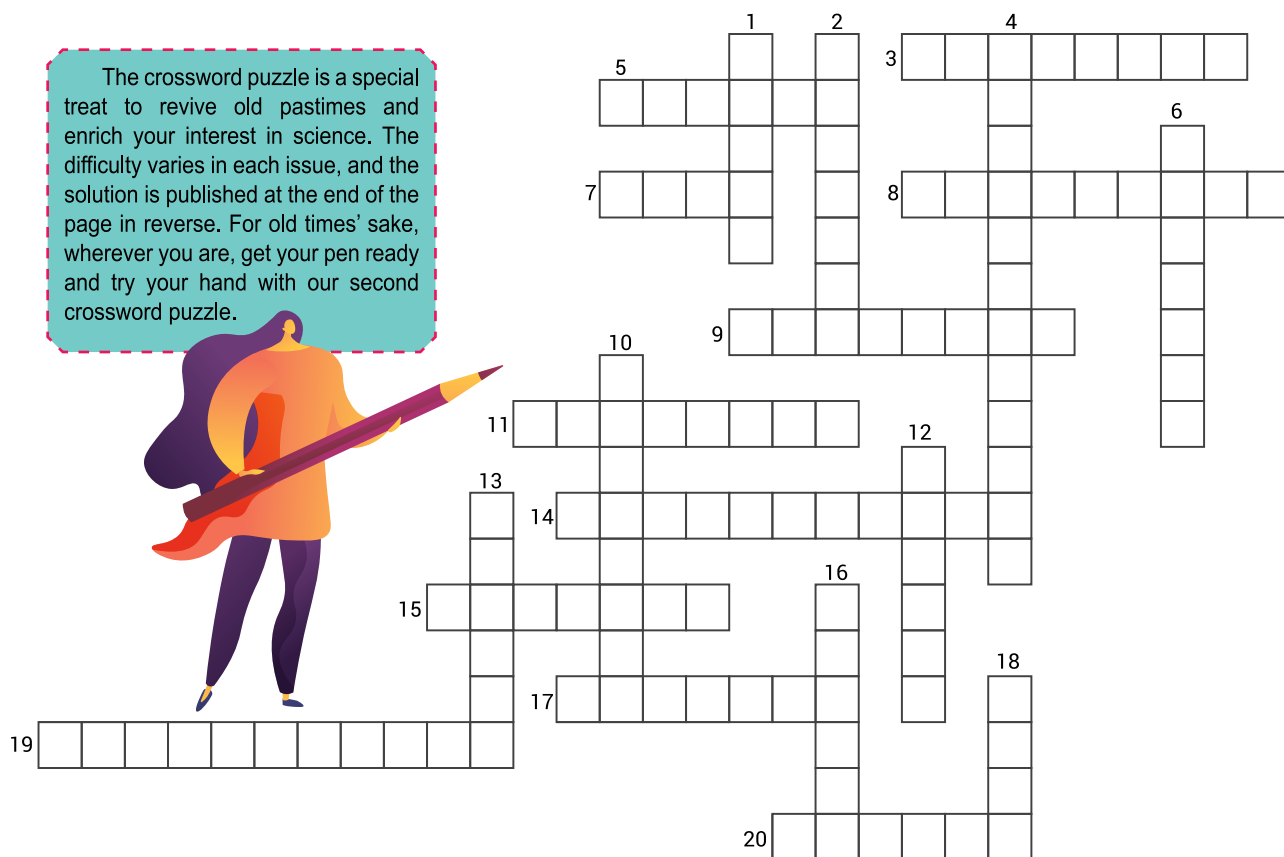 The crossword puzzle is a special
treat to revive old pastimes and
enrich your interest in science. The
difficulty varies in each issue, and the
solution is published at the end of the
page in reverse. For old times’ sake,
wherever you are, get your pen ready
and try your hand with our second
crossword puzzle.
1
2
4
3
5
6
7
8
9
10
11
12
13
14
15
16
17
18
19
20